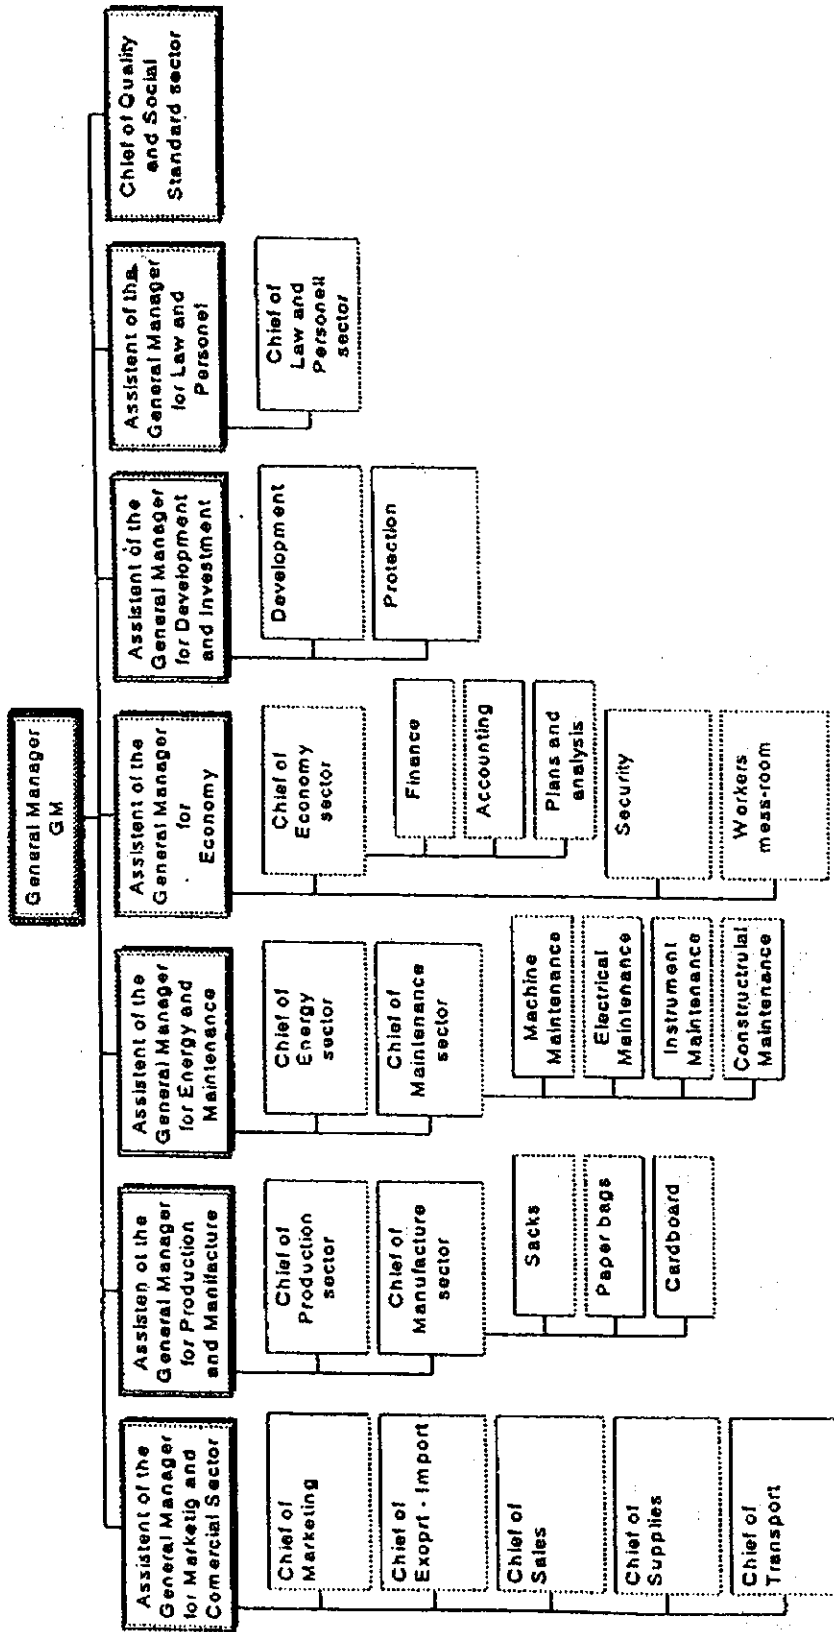 General Manager
GM
Assistent of the
General Manager
for Marketig and
Comercial Sector
Chief of
Marketing
Chief of
Exoprt - Import
Chief of
Sales
Chief of
Supplies
Chief of
Transport
Assisten of the
General Manager
for Production
and Manifacture
Chief of
Production
sector
Chief of
Manufacture
sector
Sacks
Paper bags
Cardboard
Assistent of the
General Manager
for Energy and
Maintenance
Chief of
Energy
sector
Chief of
Maintenance
sector
Machine
Maintenance
Electrical
Maintenance
Instrument
Maintenance
Constructrulal
Maintenance
Assistent of the
General Manager
for
Economy
Chief of
Economy
sector
Finance
Accounting
Plans and
analysis
Security
Workers
mess-room
Assistent of the
General Manager
for Development
and Investment
Development
Protection
Assistent of the
General Manager
for Law and
Personel
Chief of
Law and
Personell
sector
Chief of Quality
and Social
Standard sector